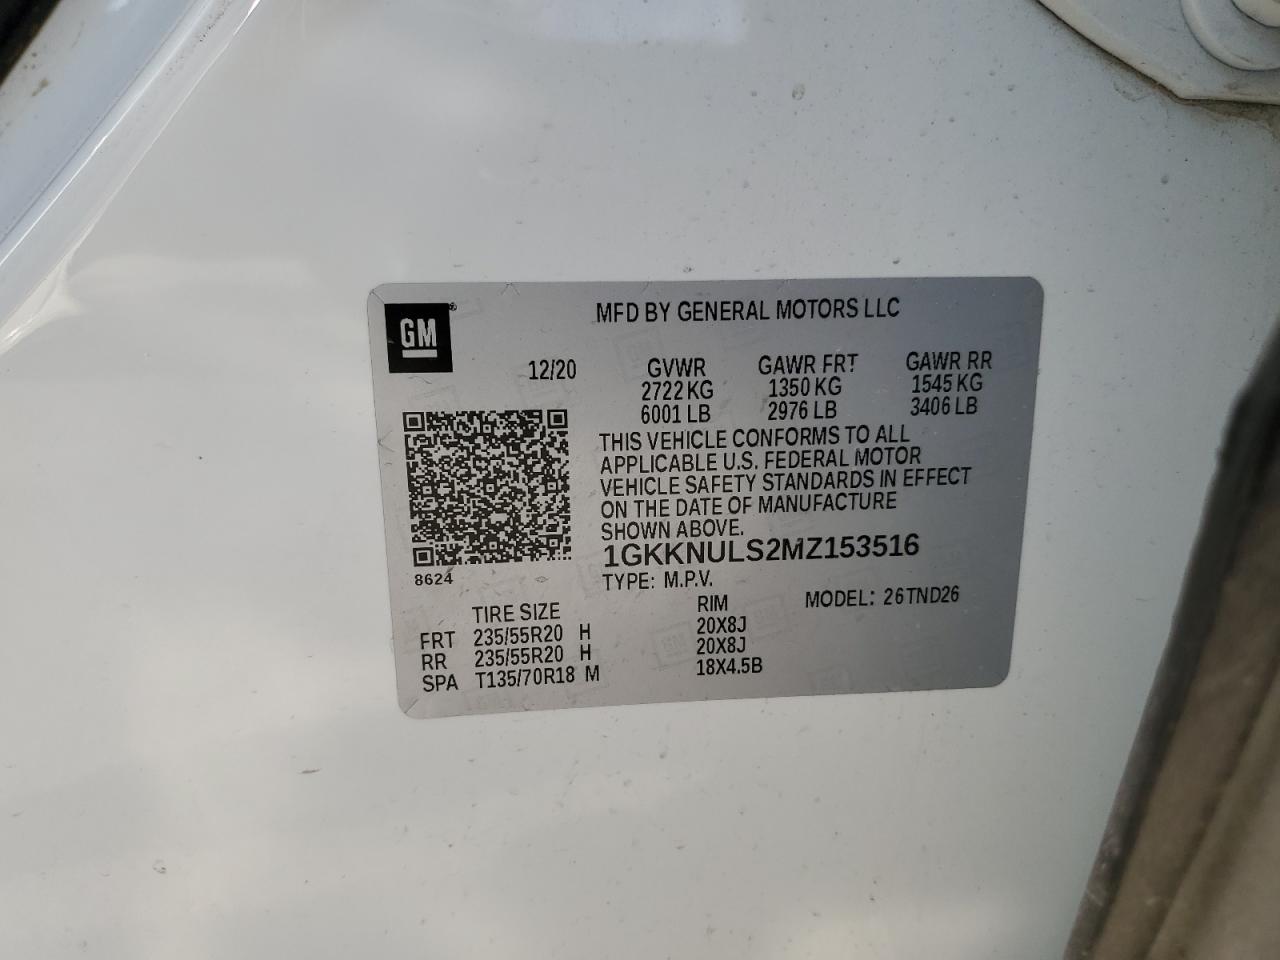 GM®
MFD BY GENERAL MOTORS LLC
12/20 GVWR GAWR FRT GAWR RR
2722 KG 1350 KG 1545 KG
6001 LB 2976 LB 3406 LB
THIS VEHICLE CONFORMS TO ALL
APPLICABLE U.S. FEDERAL MOTOR
VEHICLE SAFETY STANDARDS IN EFFECT
ON THE DATE OF MANUFACTURE
SHOWN ABOVE.
1GKKNULS2MZ153516
8624
TYPE: M.P.V.
MODEL: 26TND26
TIRE SIZE RIM
FRT 235/55R20 H 20X8J
RR 235/55R20 H 20X8J
SPA T135/70R18 M 18X4.5B